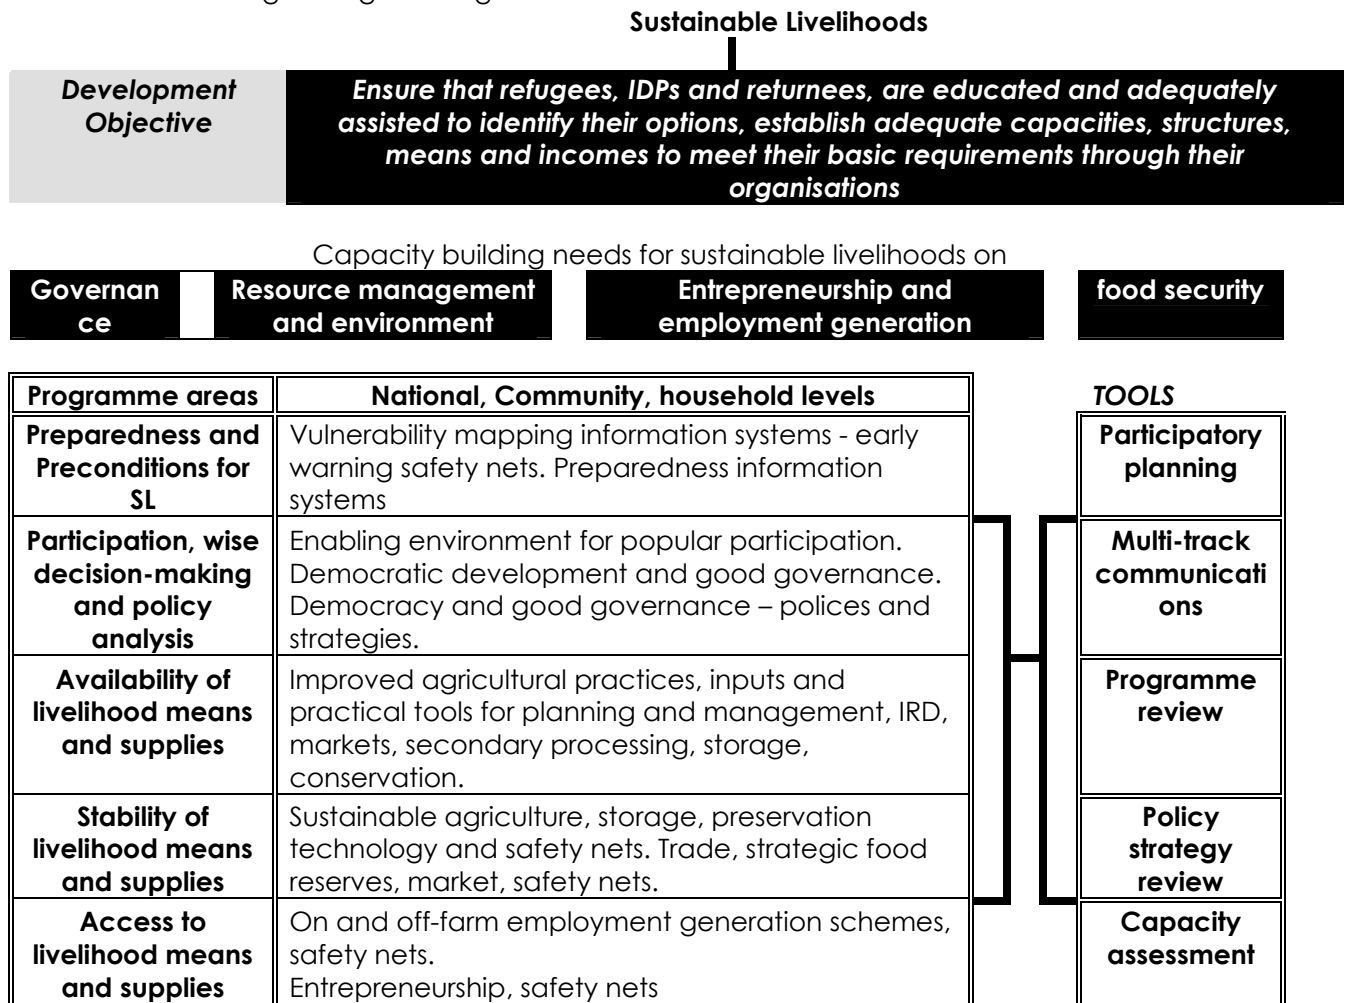 Sustainable Livelihoods
Development
Objective
Ensure that refugees, IDPs and returnees, are educated and adequately
assisted to identify their options, establish adequate capacities, structures,
means and incomes to meet their basic requirements through their
organisations
Capacity building needs for sustainable livelihoods on
Governan
ce
Resource management
and environment
Entrepreneurship and
employment generation
food security
Programme areas
National, Community, household levels
Preparedness and
Preconditions for
SL
Vulnerability mapping information systems - early
warning safety nets. Preparedness information
systems
Participation, wise
decision-making
and policy
analysis
Enabling environment for popular participation.
Democratic development and good governance.
Democracy and good governance – polices and
strategies.
Availability of
livelihood means
and supplies
Improved agricultural practices, inputs and
practical tools for planning and management, IRD,
markets, secondary processing, storage,
conservation.
Stability of
livelihood means
and supplies
Sustainable agriculture, storage, preservation
technology and safety nets. Trade, strategic food
reserves, market, safety nets.
Access to
livelihood means
and supplies
On and off-farm employment generation schemes,
safety nets.
Entrepreneurship, safety nets
TOOLS
Participatory
planning
Multi-track
communicati
ons
Programme
review
Policy
strategy
review
Capacity
assessment